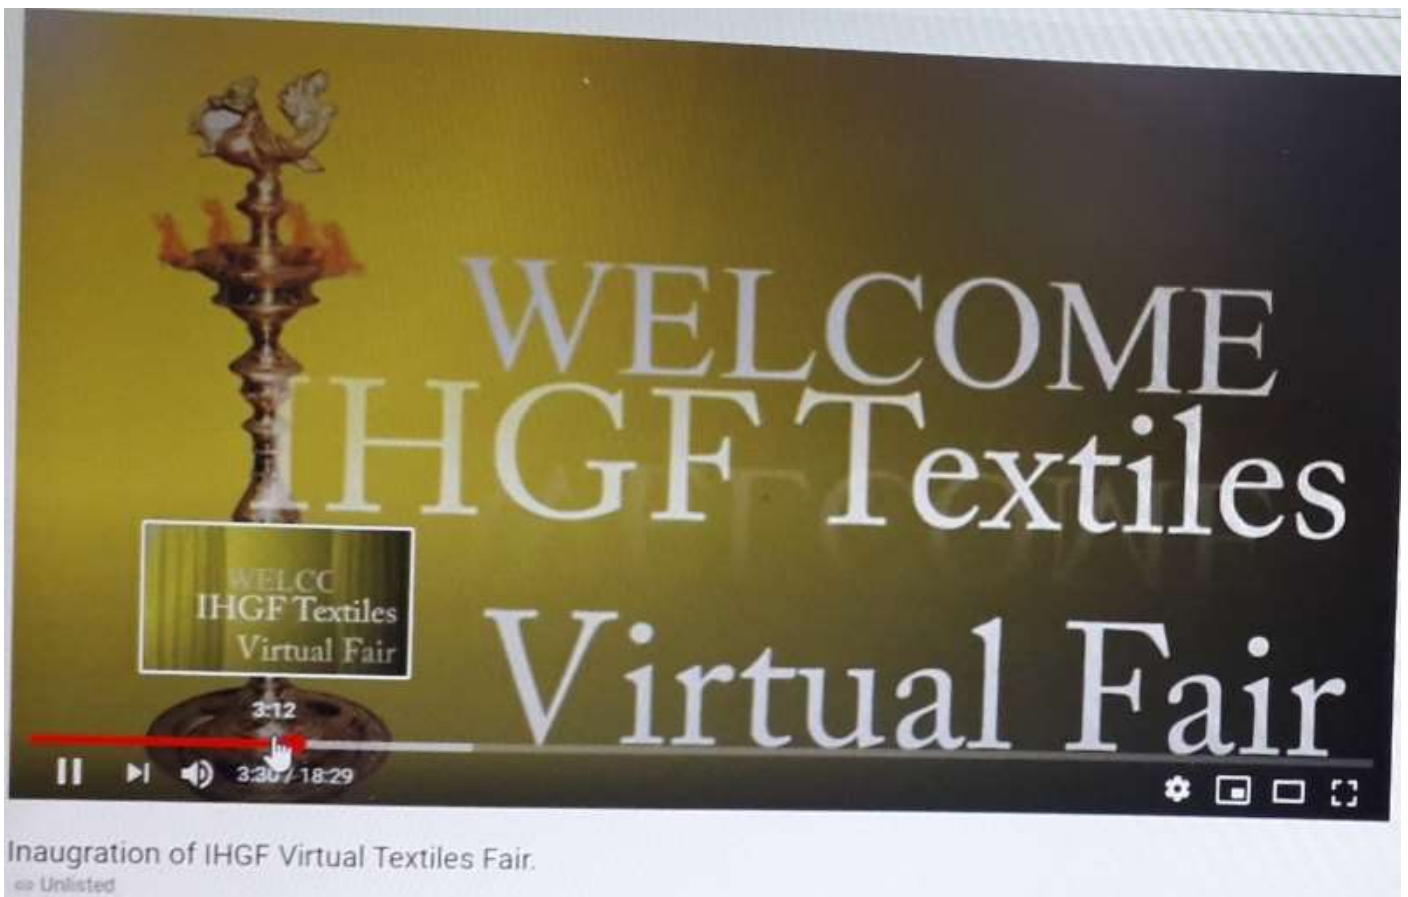 WELCOME
IHGF Textiles
Virtual Fair
WELCC
IHGF Textiles
Virtual Fair
3:12
3:30 / 18:29
Inaugration of IHGF Virtual Textiles Fair.
Unlisted